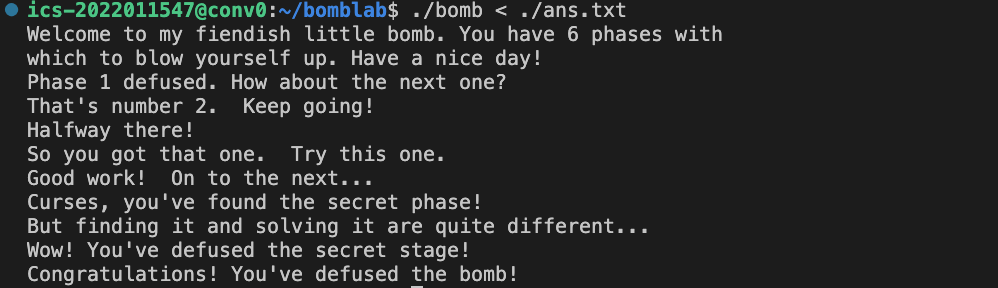 ics-2022011547@conv0:~/bomblab$ ./bomb < ./ans.txt
Welcome to my fiendish little bomb. You have 6 phases with
which to blow yourself up. Have a nice day!
Phase 1 defused. How about the next one?
That's number 2.  Keep going!
Halfway there!
So you got that one.  Try this one.
Good work!  On to the next...
Curses, you've found the secret phase!
But finding it and solving it are quite different...
Wow! You've defused the secret stage!
Congratulations! You've defused the bomb!